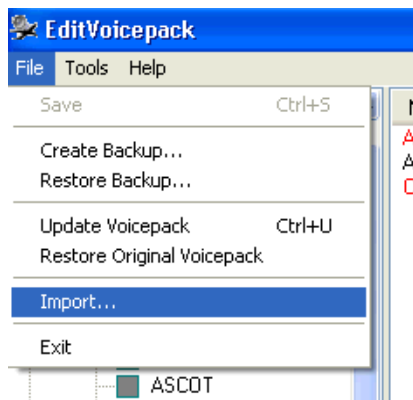 EditVoicepack
File Tools Help
Save Ctrl+S
Create Backup...
Restore Backup...
Update Voicepack Ctrl+U
Restore Original Voicepack
Import...
Exit
ASCOT